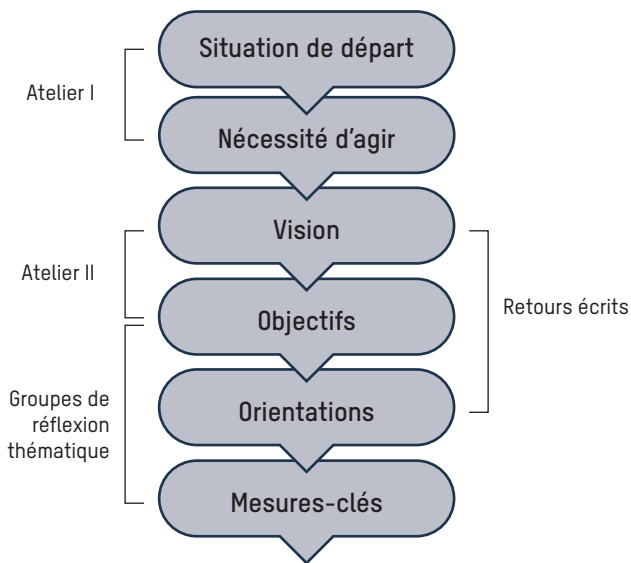 Situation de départ
Atelier I
Nécessité d'agir
Vision
Atelier II
Objectifs
Retours écrits
Groupes de
réflexion
thématique
Orientations
Mesures-clés